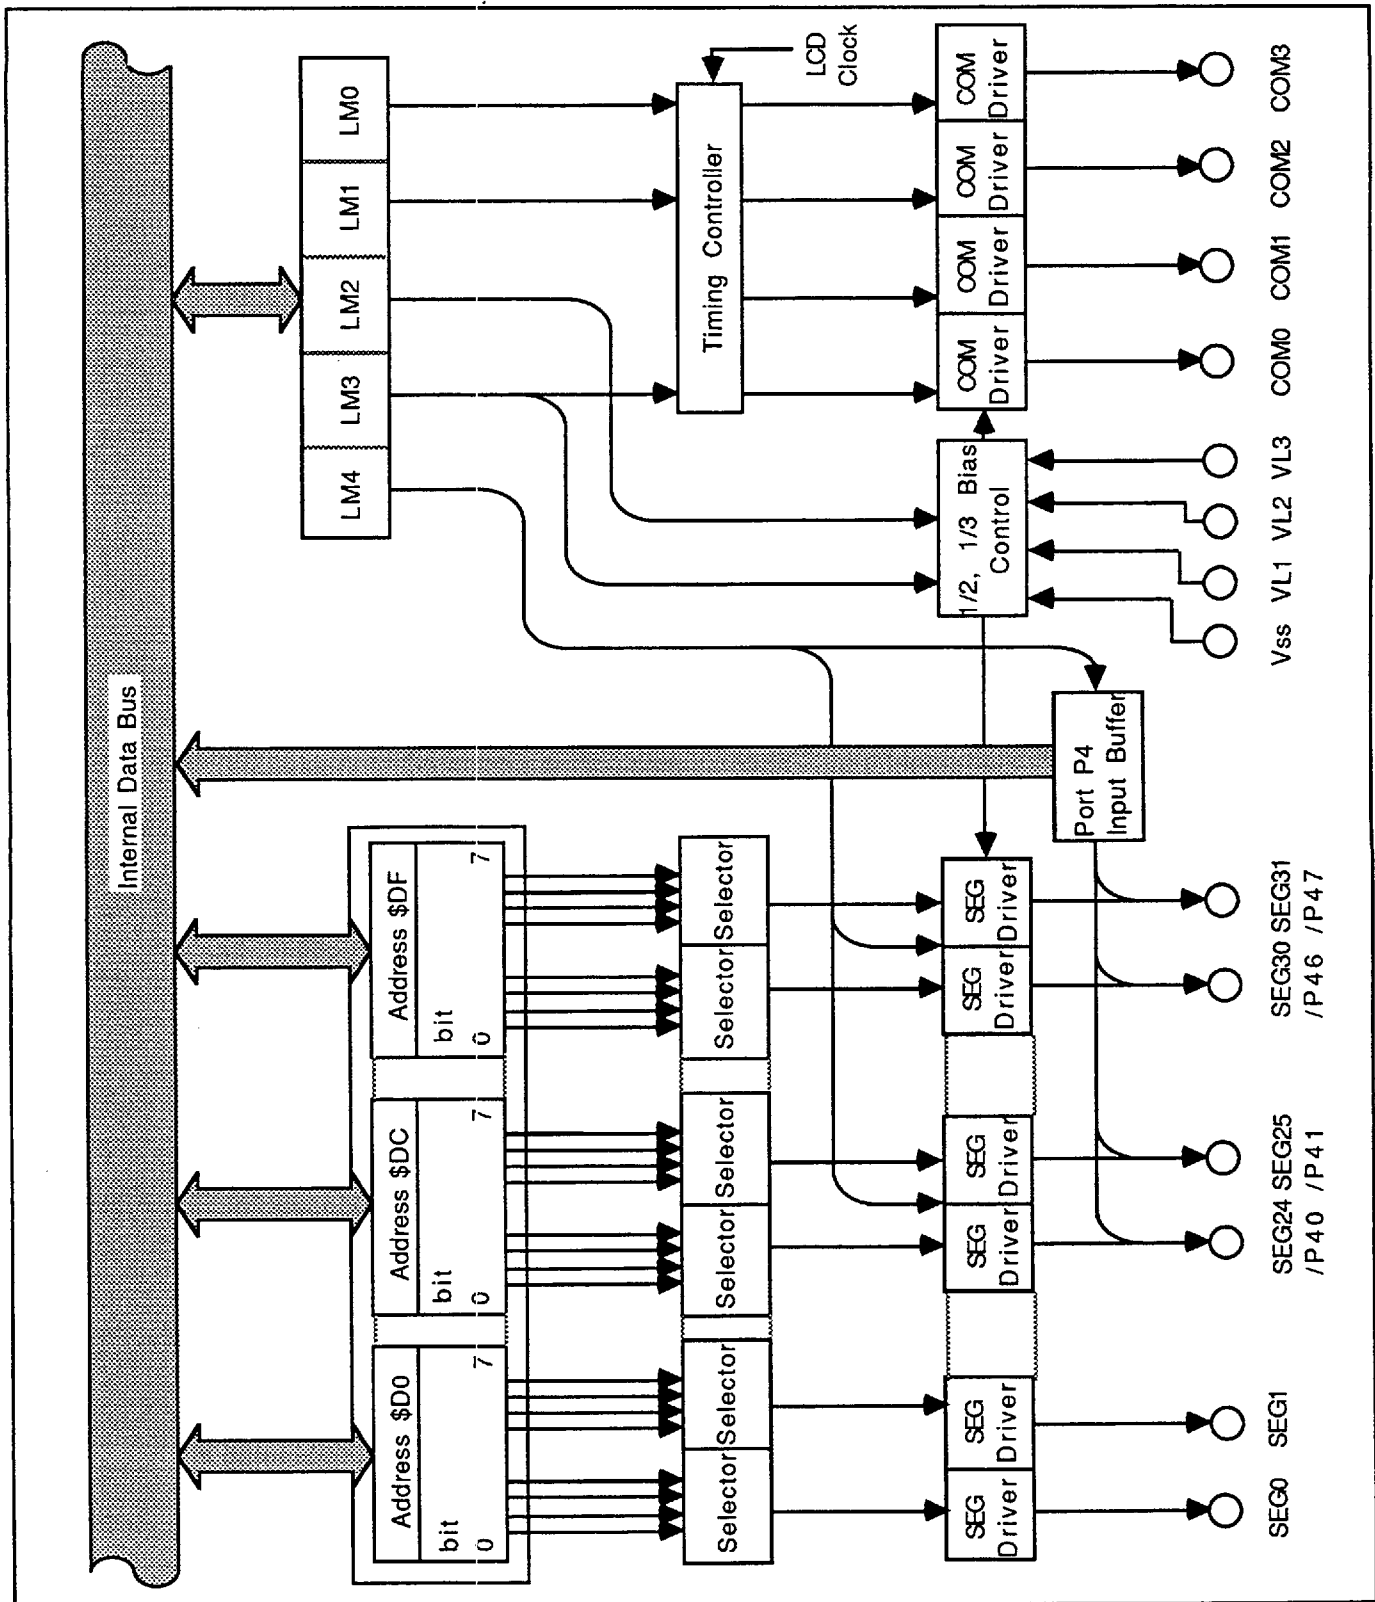 Internal Data Bus
Address $D0
bit
0 7
Address $DC
bit
0 7
Address $DF
bit
0 7
LM4
LM3
LM2
LM1
LM0
Selector
Selector
Selector
Selector
Selector
Selector
Timing Controller
LCD
Clock
SEG
Driver
SEG
Driver
SEG
Driver
SEG
Driver
SEG
Driver
SEG
Driver
1/2, 1/3 Bias
Control
COM
Driver
COM
Driver
COM
Driver
COM
Driver
Port P4
Input Buffer
SEG0
SEG1
SEG24
/P40
SEG25
/P41
SEG30
/P46
SEG31
/P47
Vss
VL1
VL2
VL3
COM0
COM1
COM2
COM3